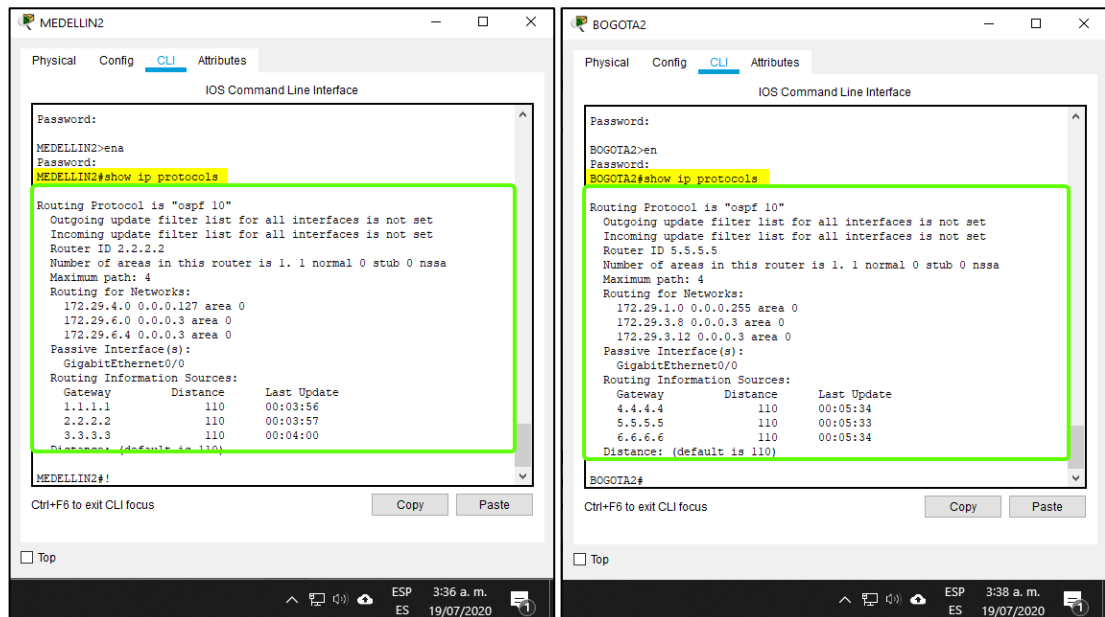 MEDELLIN2
Physical Config CLI Attributes
IOS Command Line Interface
Password:
MEDELLIN2>ena
Password:
MEDELLIN2#show ip protocols
Routing Protocol is "ospf 10"
Outgoing update filter list for all interfaces is not set
Incoming update filter list for all interfaces is not set
Router ID 2.2.2.2
Number of areas in this router is 1. 1 normal 0 stub 0 nssa
Maximum path: 4
Routing for Networks:
172.29.4.0 0.0.0.127 area 0
172.29.6.0 0.0.0.3 area 0
172.29.6.4 0.0.0.3 area 0
Passive Interface(s):
GigabitEthernet0/0
Routing Information Sources:
Gateway Distance Last Update
1.1.1.1 110 00:03:56
2.2.2.2 110 00:03:57
3.3.3.3 110 00:04:00
Distance: (default is 110)
MEDELLIN2#!
Ctrl+F6 to exit CLI focus
Copy Paste
Top
ESP 3:36 a. m.
ES 19/07/2020
1
BOGOTA2
Physical Config CLI Attributes
IOS Command Line Interface
Password:
BOGOTA2>en
Password:
BOGOTA2#show ip protocols
Routing Protocol is "ospf 10"
Outgoing update filter list for all interfaces is not set
Incoming update filter list for all interfaces is not set
Router ID 5.5.5.5
Number of areas in this router is 1. 1 normal 0 stub 0 nssa
Maximum path: 4
Routing for Networks:
172.29.1.0 0.0.0.255 area 0
172.29.3.8 0.0.0.3 area 0
172.29.3.12 0.0.0.3 area 0
Passive Interface(s):
GigabitEthernet0/0
Routing Information Sources:
Gateway Distance Last Update
4.4.4.4 110 00:05:34
5.5.5.5 110 00:05:33
6.6.6.6 110 00:05:34
Distance: (default is 110)
BOGOTA2#
Ctrl+F6 to exit CLI focus
Copy Paste
Top
ESP 3:38 a. m.
ES 19/07/2020
1